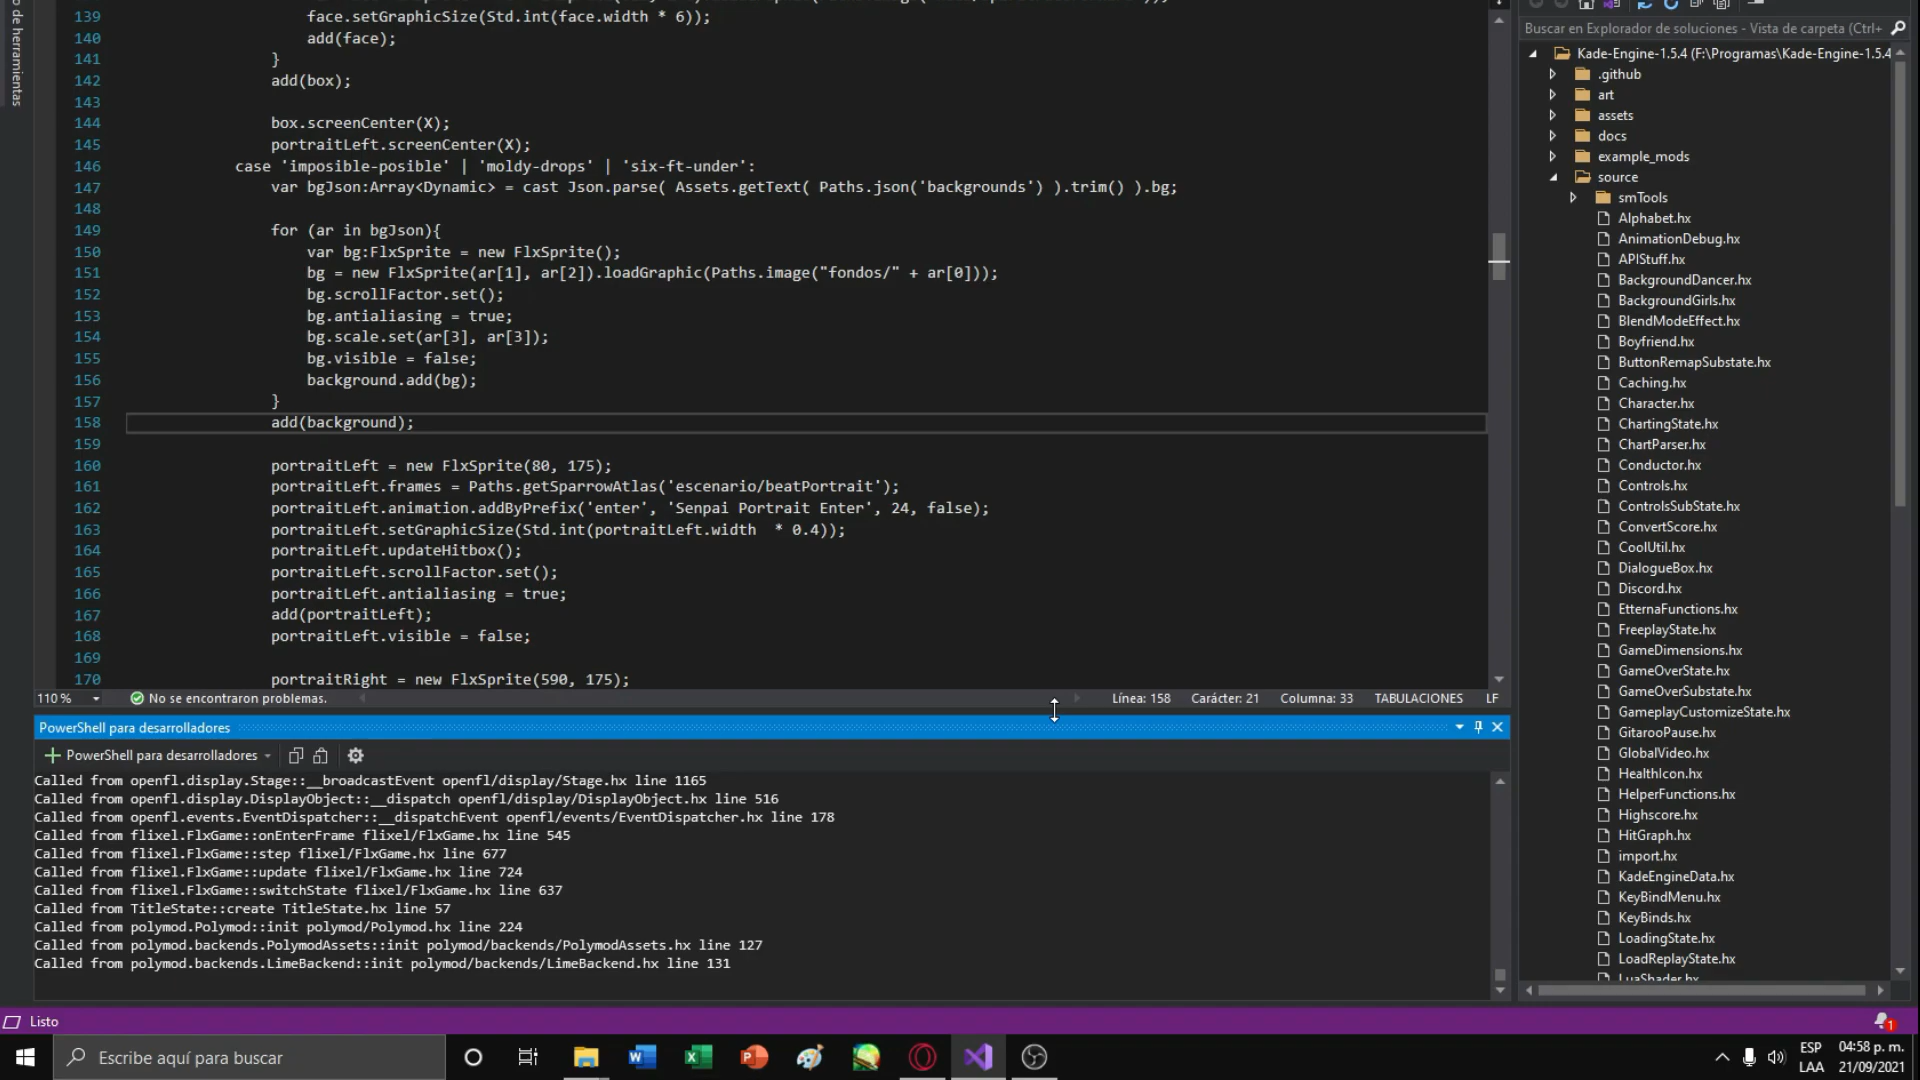 o de herramientas
139 face.setGraphicSize(Std.int(face.width * 6));
140 add(face);
141 }
142 add(box);
143
144 box.screenCenter(X);
145 portraitLeft.screenCenter(X);
146 case 'imposible-posible' | 'moldy-drops' | 'six-ft-under':
147 var bgJson:Array<Dynamic> = cast Json.parse( Assets.getText( Paths.json('backgrounds') ).trim() ).bg;
148
149 for (ar in bgJson){
150 var bg:FlxSprite = new FlxSprite();
151 bg = new FlxSprite(ar[1], ar[2]).loadGraphic(Paths.image("fondos/" + ar[0]));
152 bg.scrollFactor.set();
153 bg.antialiasing = true;
154 bg.scale.set(ar[3], ar[3]);
155 bg.visible = false;
156 background.add(bg);
157 }
158 add(background);
159
160 portraitLeft = new FlxSprite(80, 175);
161 portraitLeft.frames = Paths.getSparrowAtlas('escenario/beatPortrait');
162 portraitLeft.animation.addByPrefix('enter', 'Senpai Portrait Enter', 24, false);
163 portraitLeft.setGraphicSize(Std.int(portraitLeft.width  * 0.4));
164 portraitLeft.updateHitbox();
165 portraitLeft.scrollFactor.set();
166 portraitLeft.antialiasing = true;
167 add(portraitLeft);
168 portraitLeft.visible = false;
169
170 portraitRight = new FlxSprite(590, 175);
110 % No se encontraron problemas. Línea: 158 Carácter: 21 Columna: 33 TABULACIONES LF
PowerShell para desarrolladores
PowerShell para desarrolladores
Called from openfl.display.Stage::__broadcastEvent openfl/display/Stage.hx line 1165
Called from openfl.display.DisplayObject::__dispatch openfl/display/DisplayObject.hx line 516
Called from openfl.events.EventDispatcher::__dispatchEvent openfl/events/EventDispatcher.hx line 178
Called from flixel.FlxGame::onEnterFrame flixel/FlxGame.hx line 545
Called from flixel.FlxGame::step flixel/FlxGame.hx line 677
Called from flixel.FlxGame::update flixel/FlxGame.hx line 724
Called from flixel.FlxGame::switchState flixel/FlxGame.hx line 637
Called from TitleState::create TitleState.hx line 57
Called from polymod.Polymod::init polymod/Polymod.hx line 224
Called from polymod.backends.PolymodAssets::init polymod/backends/PolymodAssets.hx line 127
Called from polymod.backends.LimeBackend::init polymod/backends/LimeBackend.hx line 131
Buscar en Explorador de soluciones - Vista de carpeta (Ctrl+
Kade-Engine-1.5.4 (F:\Programas\Kade-Engine-1.5.4
.github
art
assets
docs
example_mods
source
smTools
Alphabet.hx
AnimationDebug.hx
APIStuff.hx
BackgroundDancer.hx
BackgroundGirls.hx
BlendModeEffect.hx
Boyfriend.hx
ButtonRemapSubstate.hx
Caching.hx
Character.hx
ChartingState.hx
ChartParser.hx
Conductor.hx
Controls.hx
ControlsSubState.hx
ConvertScore.hx
CoolUtil.hx
DialogueBox.hx
Discord.hx
EtternaFunctions.hx
FreeplayState.hx
GameDimensions.hx
GameOverState.hx
GameOverSubstate.hx
GameplayCustomizeState.hx
GitarooPause.hx
GlobalVideo.hx
HealthIcon.hx
HelperFunctions.hx
Highscore.hx
HitGraph.hx
import.hx
KadeEngineData.hx
KeyBindMenu.hx
KeyBinds.hx
LoadingState.hx
LoadReplayState.hx
LuaShader.hx
Listo
1
Escribe aquí para buscar
ESP
LAA
04:58 p. m.
21/09/2021